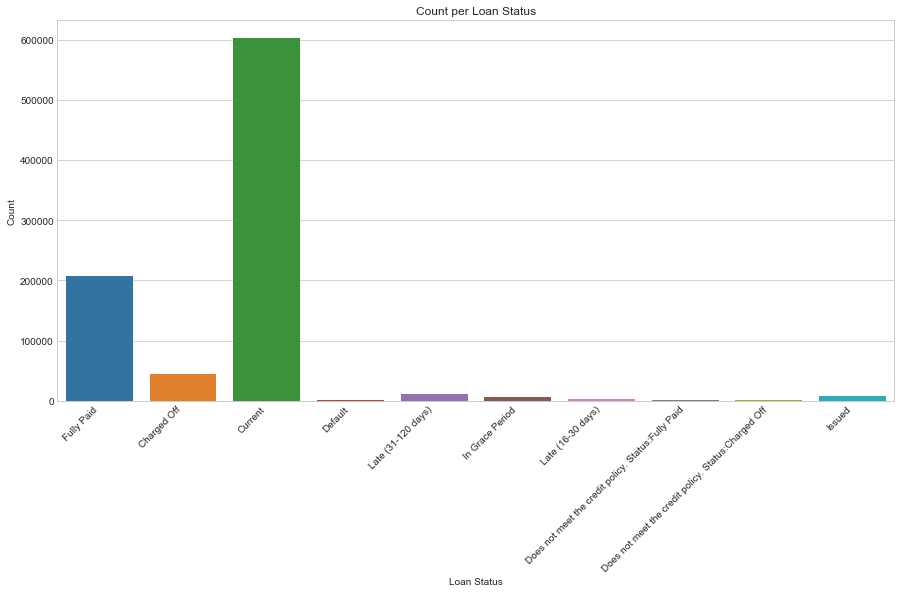 Count per Loan Status
600000
500000
400000
300000
200000
100000
0
Count
Fully Paid
Charged Off
Current
Default
Late (31-120 days)
In Grace Period
Late (16-30 days)
Does not meet the credit policy. Status:Fully Paid
Does not meet the credit policy. Status:Charged Off
Issued
Loan Status